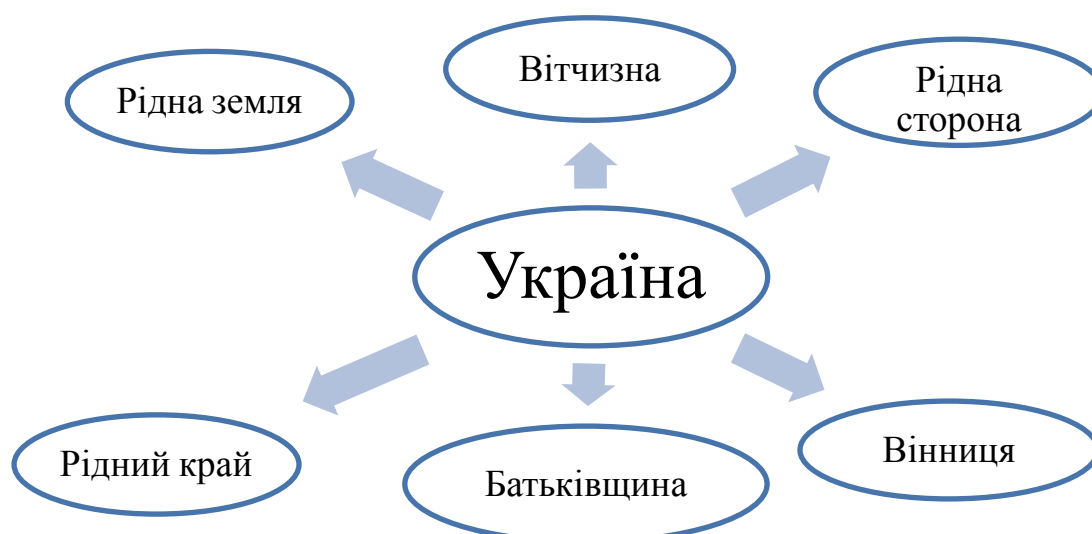 Вітчизна
Рідна земля
Рідна
сторона
Україна
Рідний край
Батьківщина
Вінниця